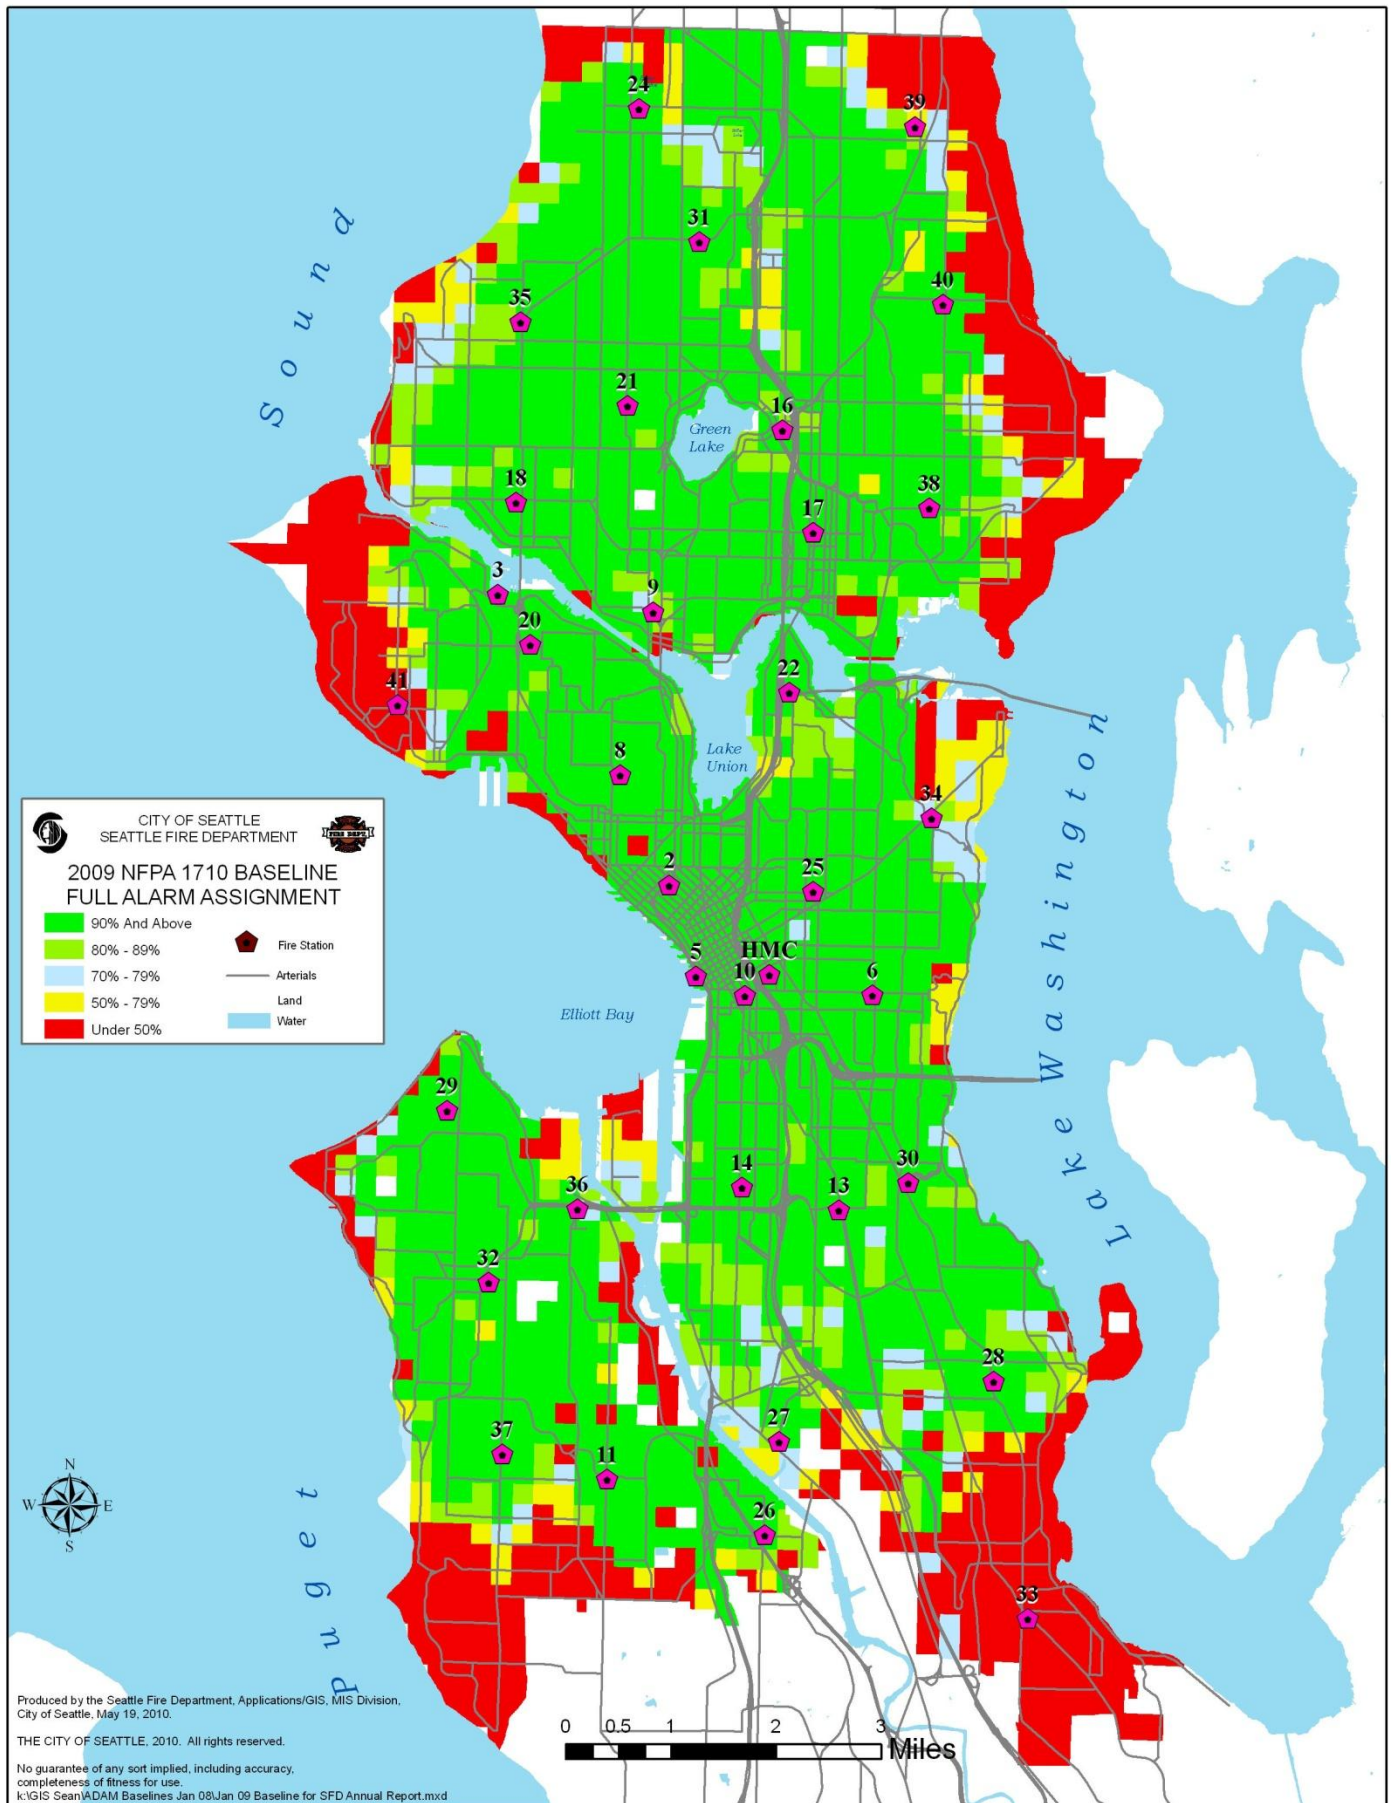 24
39
31
40
35
21
16
Green
Lake
18
38
17
3
9
20
22
41
Lake
Union
8
34
2
25
5
HMC
10
6
Elliott Bay
29
14
30
36
13
32
28
27
37
11
26
33
Puget Sound
Lake Washington
CITY OF SEATTLE
SEATTLE FIRE DEPARTMENT
FIRE DEPT.
2009 NFPA 1710 BASELINE
FULL ALARM ASSIGNMENT
90% And Above
80% - 89%
70% - 79%
50% - 79%
Under 50%
Fire Station
Arterials
Land
Water
N
W E
S
Produced by the Seattle Fire Department, Applications/GIS, MIS Division,
City of Seattle, May 19, 2010.
THE CITY OF SEATTLE, 2010. All rights reserved.
No guarantee of any sort implied, including accuracy,
completeness of fitness for use.
k:\GIS Sean\ADAM Baselines Jan 08\Jan 09 Baseline for SFD Annual Report.mxd
0 0.5 1 2 3
Miles